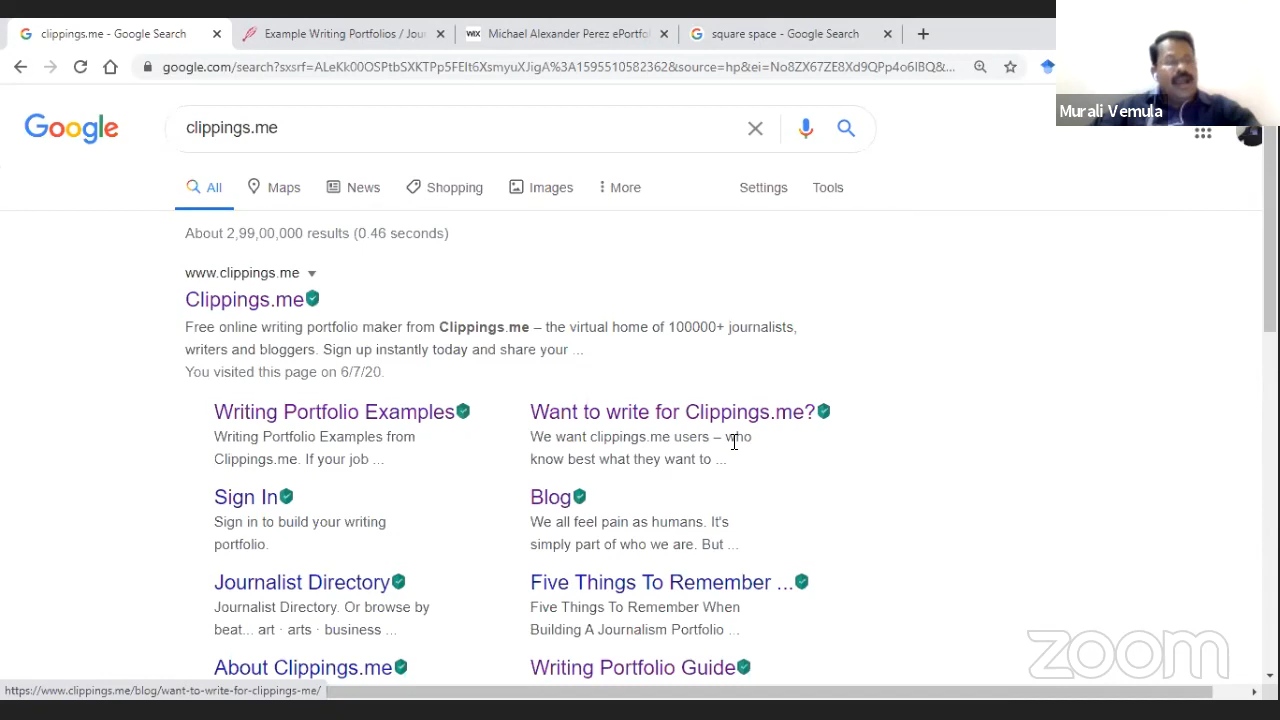 clippings.me - Google Search
Example Writing Portfolios / Jou
WIX Michael Alexander Perez ePortfo
square space - Google Search
google.com/search?sxsrf=ALeKk00OSPtbSXKTPp5FEb6XsmyuXJigA%3A1595510582362&source=hp&ei=No8ZX67ZE8Xd9QPp4o6IBQ&...
Murali Vemula
Google
clippings.me
All Maps News Shopping Images More Settings Tools
About 2,99,00,000 results (0.46 seconds)
www.clippings.me
Clippings.me
Free online writing portfolio maker from Clippings.me – the virtual home of 100000+ journalists,
writers and bloggers. Sign up instantly today and share your ...
You visited this page on 6/7/20.
Writing Portfolio Examples
Writing Portfolio Examples from
Clippings.me. If your job ...
Want to write for Clippings.me?
We want clippings.me users – who
know best what they want to ...
Sign In
Sign in to build your writing
portfolio.
Blog
We all feel pain as humans. It's
simply part of who we are. But ...
Journalist Directory
Journalist Directory. Or browse by
beat... art · arts · business ...
Five Things To Remember ...
Five Things To Remember When
Building A Journalism Portfolio ...
About Clippings.me
Writing Portfolio Guide
zoom
https://www.clippings.me/blog/want-to-write-for-clippings-me/